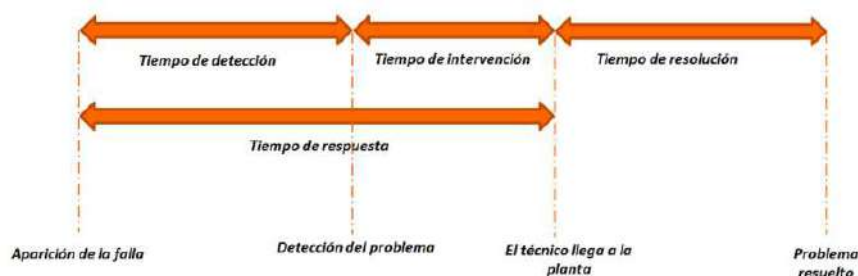 Tiempo de detección
Tiempo de intervención
Tiempo de resolución
Tiempo de respuesta
Aparición de la falla
Detección del problema
El técnico llega a la
planta
Problema
resuelto